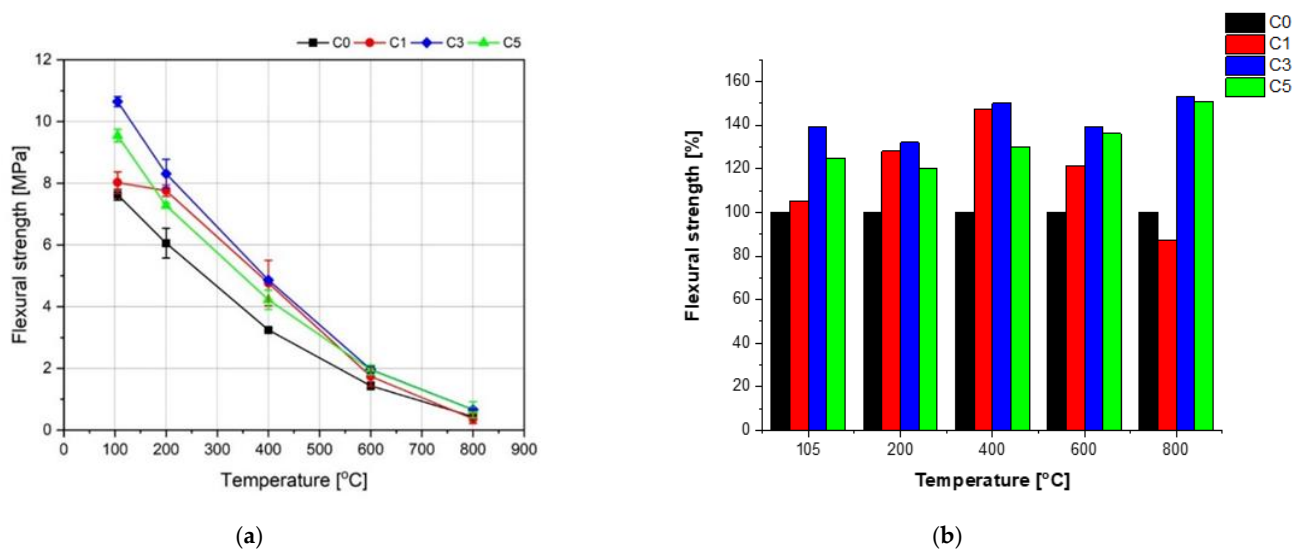 C0 C1 C3 C5
12
10
8
6
4
2
0
0 100 200 300 400 500 600 700 800 900
Flexural strength [MPa]
Temperature [°C]
(a)
C0
C1
C3
C5
160
140
120
100
80
60
40
20
0
105 200 400 600 800
Flexural strength [%]
Temperature [°C]
(b)